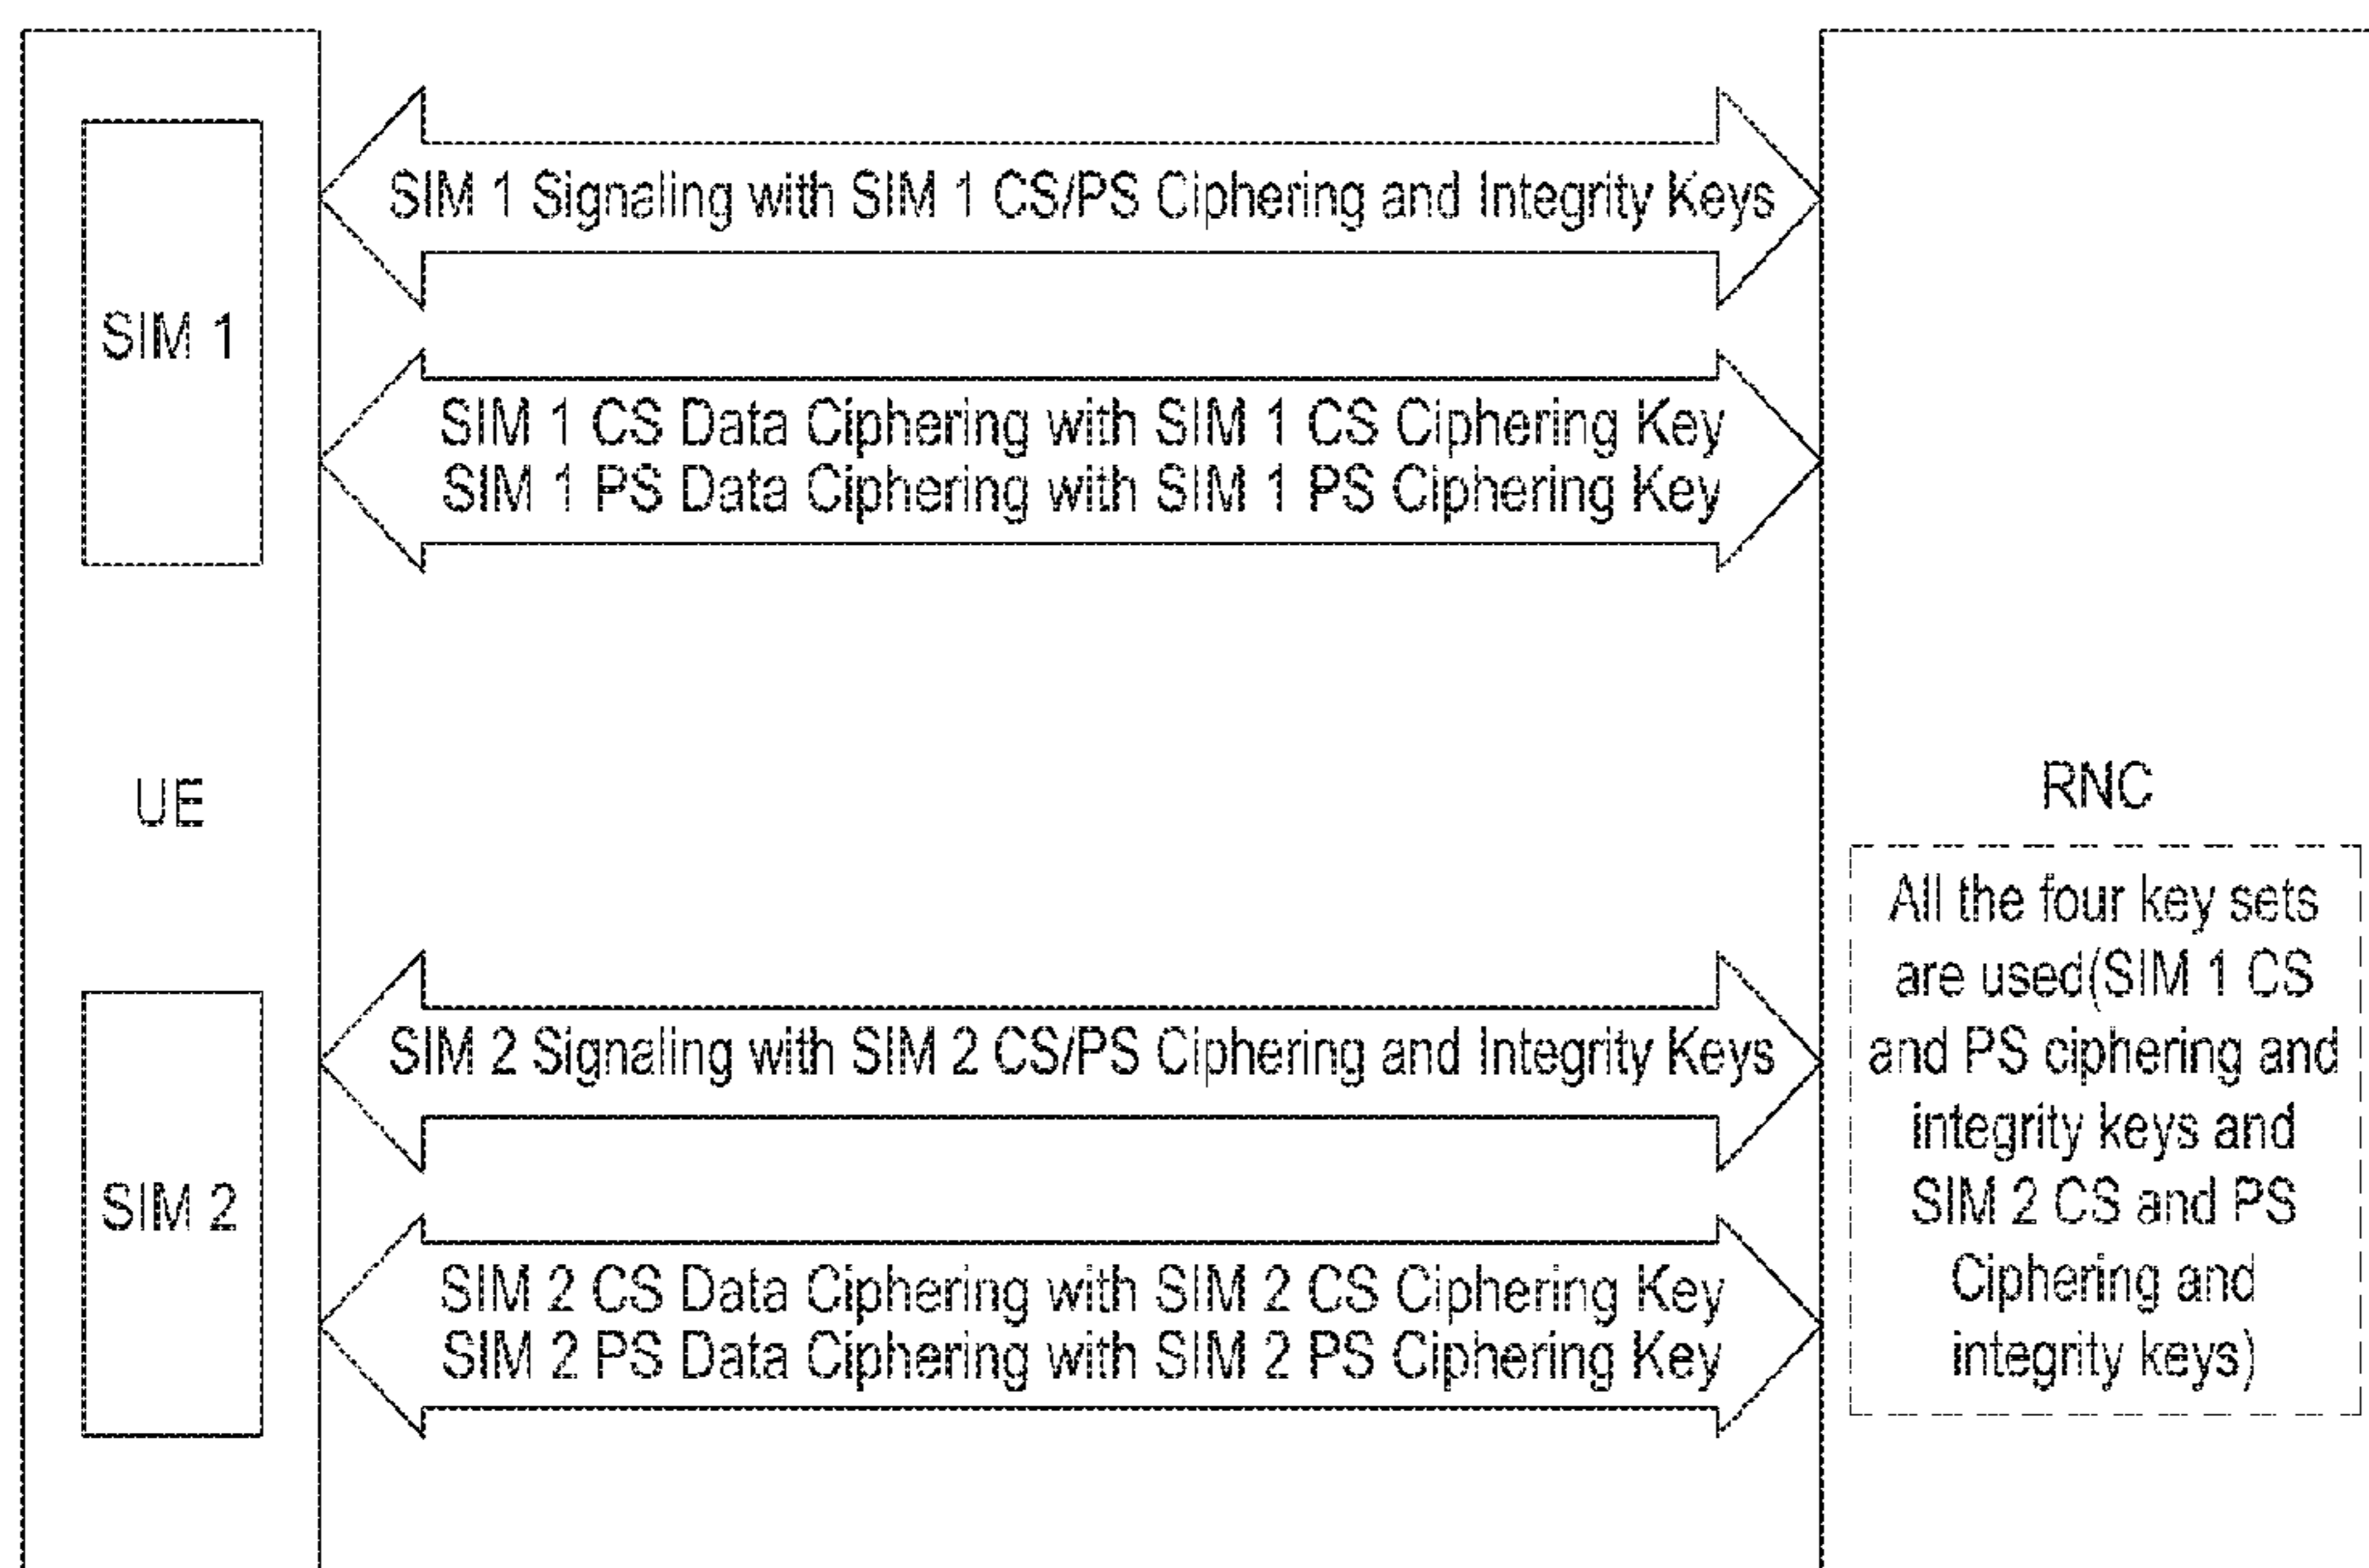 SIM 1 Signaling with SIM 1 CS/PS Ciphering and Integrity Keys
SIM 1
SIM 1 CS Data Ciphering with SIM 1 CS Ciphering Key
SIM 1 PS Data Ciphering with SIM 1 PS Ciphering Key
UE
RNC
All the four key sets
are used(SIM 1 CS
and PS ciphering and
integrity keys and
SIM 2 CS and PS
Ciphering and
integrity keys)
SIM 2 Signaling with SIM 2 CS/PS Ciphering and Integrity Keys
SIM 2
SIM 2 CS Data Ciphering with SIM 2 CS Ciphering Key
SIM 2 PS Data Ciphering with SIM 2 PS Ciphering Key